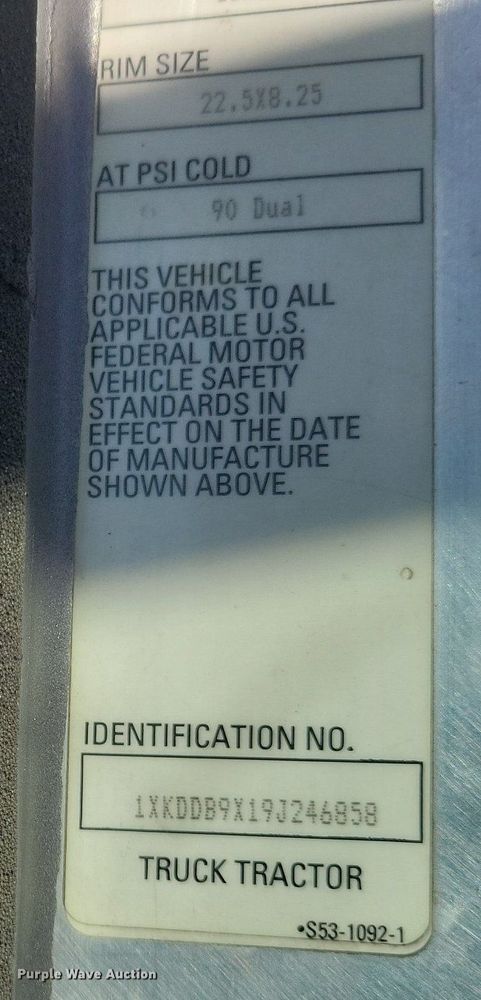 RIM SIZE
22.5X8.25
AT PSI COLD
90 Dual
THIS VEHICLE
CONFORMS TO ALL
APPLICABLE U.S.
FEDERAL MOTOR
VEHICLE SAFETY
STANDARDS IN
EFFECT ON THE DATE
OF MANUFACTURE
SHOWN ABOVE.
IDENTIFICATION NO.
1XKDDB9X19J246858
TRUCK TRACTOR
•S53-1092-1
Purple Wave Auction